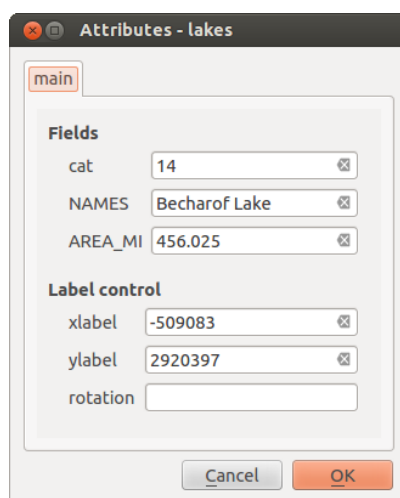 Attributes - lakes
main
Fields
cat 14
NAMES Becharof Lake
AREA_MI 456.025
Label control
xlabel -509083
ylabel 2920397
rotation
Cancel OK